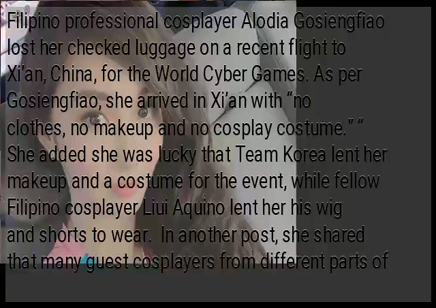 Filipino professional cosplayer Alodia Gosiengfiao
lost her checked luggage on a recent flight to
Xi’an, China, for the World Cyber Games. As per
Gosiengfiao, she arrived in Xi’an with “no
clothes, no makeup and no cosplay costume.” “
She added she was lucky that Team Korea lent her
makeup and a costume for the event, while fellow
Filipino cosplayer Liui Aquino lent her his wig
and shorts to wear. In another post, she shared
that many guest cosplayers from different parts of